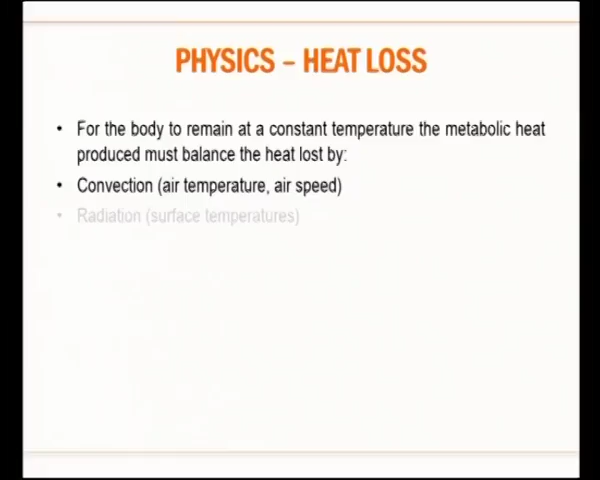 PHYSICS – HEAT LOSS
• For the body to remain at a constant temperature the metabolic heat
produced must balance the heat lost by:
• Convection (air temperature, air speed)
• Radiation (surface temperatures)